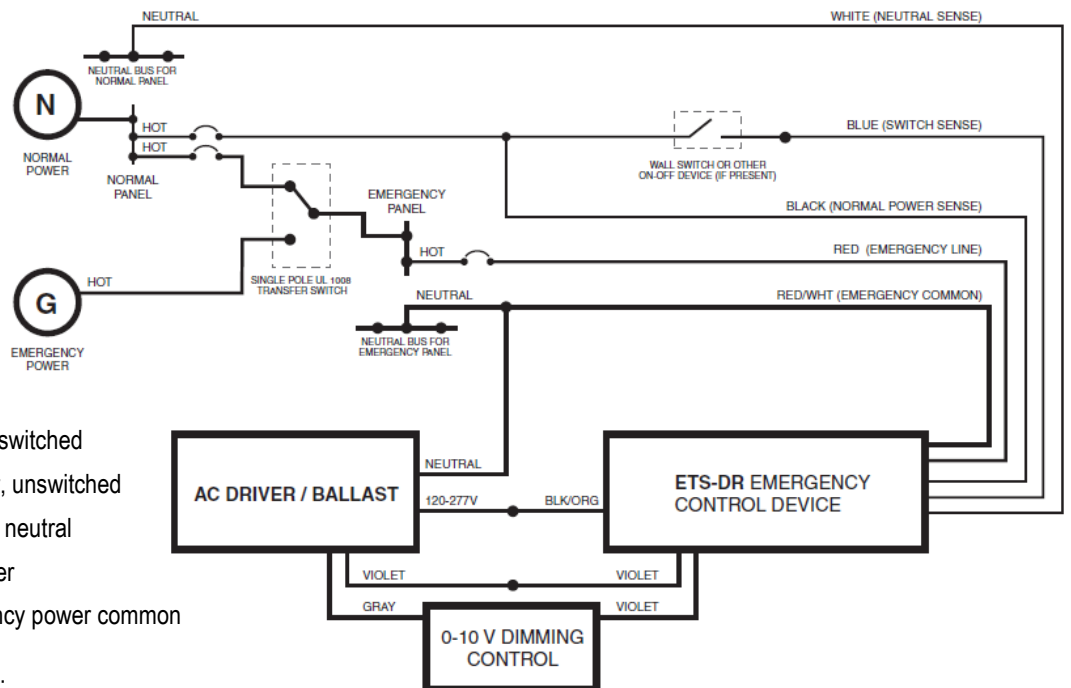 NEUTRAL
WHITE (NEUTRAL SENSE)
NEUTRAL BUS FOR
NORMAL PANEL
N
NORMAL
POWER
HOT
HOT
NORMAL
PANEL
WALL SWITCH OR OTHER
ON-OFF DEVICE (IF PRESENT)
BLUE (SWITCH SENSE)
EMERGENCY
PANEL
BLACK (NORMAL POWER SENSE)
HOT
RED (EMERGENCY LINE)
SINGLE POLE UL 1008
TRANSFER SWITCH
HOT
G
EMERGENCY
POWER
NEUTRAL
RED/WHT (EMERGENCY COMMON)
NEUTRAL BUS FOR
EMERGENCY PANEL
switched
, unswitched
neutral
er
ncy power common
.
AC DRIVER / BALLAST
NEUTRAL
120-277V
BLK/ORG
ETS-DR EMERGENCY
CONTROL DEVICE
VIOLET
VIOLET
GRAY
VIOLET
0-10 V DIMMING
CONTROL